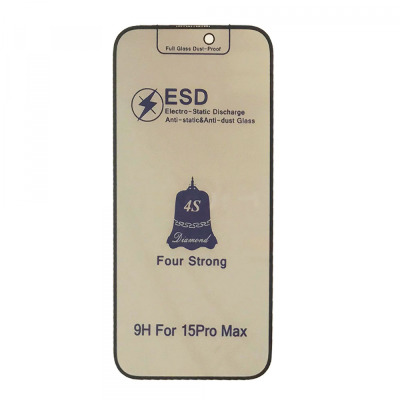 Full Glass Dust-Proof
ESD
Electro-Static Discharge
Anti-static&Anti-dust Glass
4S
Diamond
Four Strong
9H For 15Pro Max